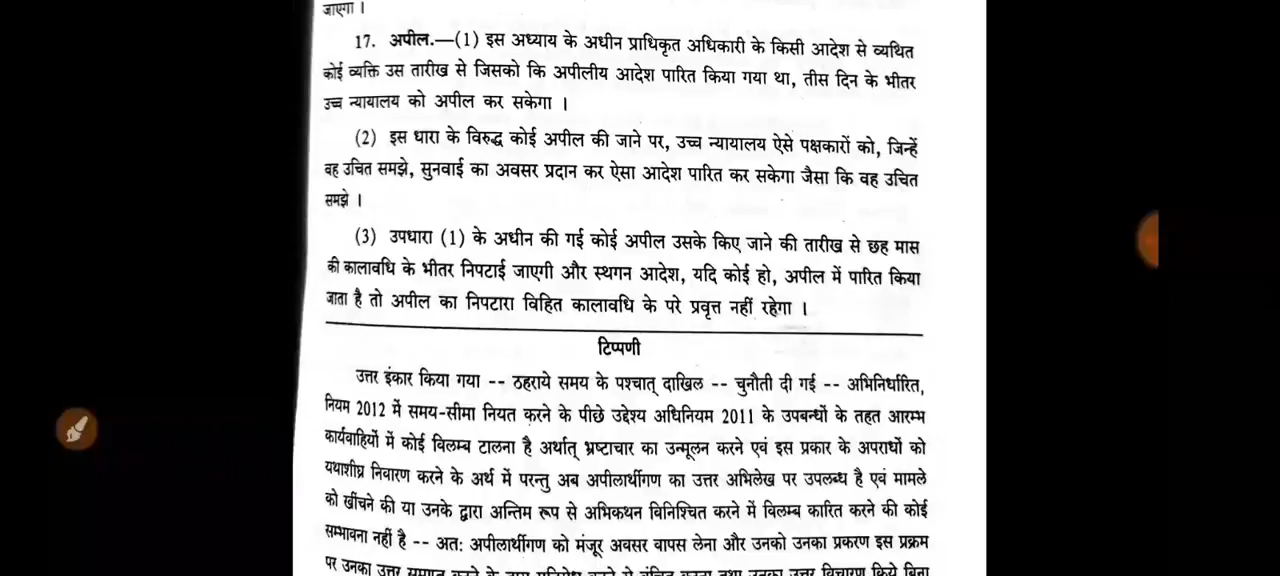 जाएगा ।
17. अपील.—(1) इस अध्याय के अधीन प्राधिकृत अधिकारी के किसी आदेश से व्यथित
कोई व्यक्ति उस तारीख से जिसको कि अपीलीय आदेश पारित किया गया था, तीस दिन के भीतर
उच्च न्यायालय को अपील कर सकेगा ।
(2) इस धारा के विरुद्ध कोई अपील की जाने पर, उच्च न्यायालय ऐसे पक्षकारों को, जिन्हें
वह उचित समझे, सुनवाई का अवसर प्रदान कर ऐसा आदेश पारित कर सकेगा जैसा कि वह उचित
समझे ।
(3) उपधारा (1) के अधीन की गई कोई अपील उसके किए जाने की तारीख से छह मास
की कालावधि के भीतर निपटाई जाएगी और स्थगन आदेश, यदि कोई हो, अपील में पारित किया
जाता है तो अपील का निपटारा विहित कालावधि के परे प्रवृत्त नहीं रहेगा ।
टिप्पणी
उत्तर इंकार किया गया -- ठहराये समय के पश्चात् दाखिल -- चुनौती दी गई -- अभिनिर्धारित,
नियम 2012 में समय-सीमा नियत करने के पीछे उद्देश्य अधिनियम 2011 के उपबन्धों के तहत आरम्भ
कार्यवाहियों में कोई विलम्ब टालना है अर्थात् भ्रष्टाचार का उन्मूलन करने एवं इस प्रकार के अपराधों को
यथाशीघ्र निवारण करने के अर्थ में परन्तु अब अपीलार्थीगण का उत्तर अभिलेख पर उपलब्ध है एवं मामले
को खींचने की या उनके द्वारा अन्तिम रूप से अभिकथन विनिश्चित करने में विलम्ब कारित करने की कोई
सम्भावना नहीं है -- अतः अपीलार्थीगण को मंजूर अवसर वापस लेना और उनको उनका प्रकरण इस प्रक्रम
पर उनका उत्तर